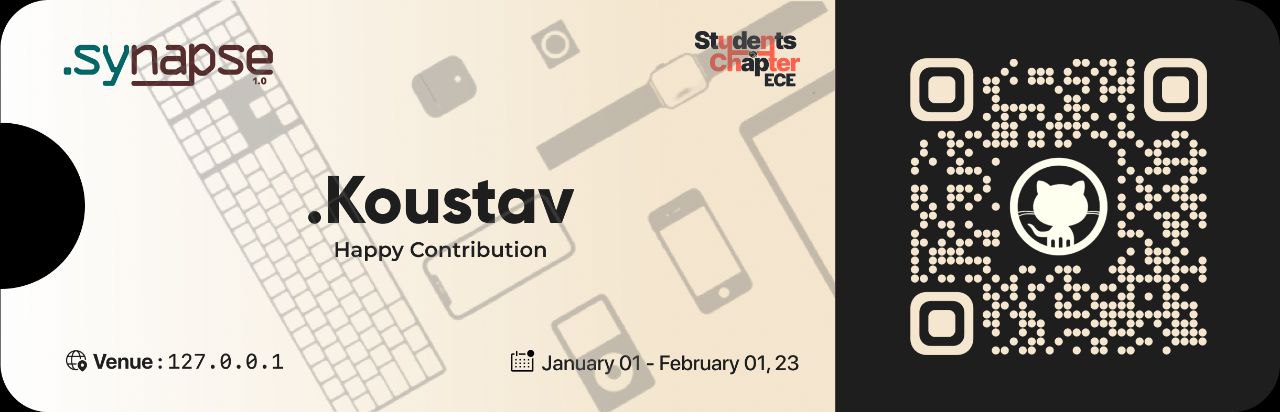 .synapse
1.0
Students
Chapter
ECE
.Koustav
Happy Contribution
Venue : 127.0.0.1
January 01 - February 01, 23